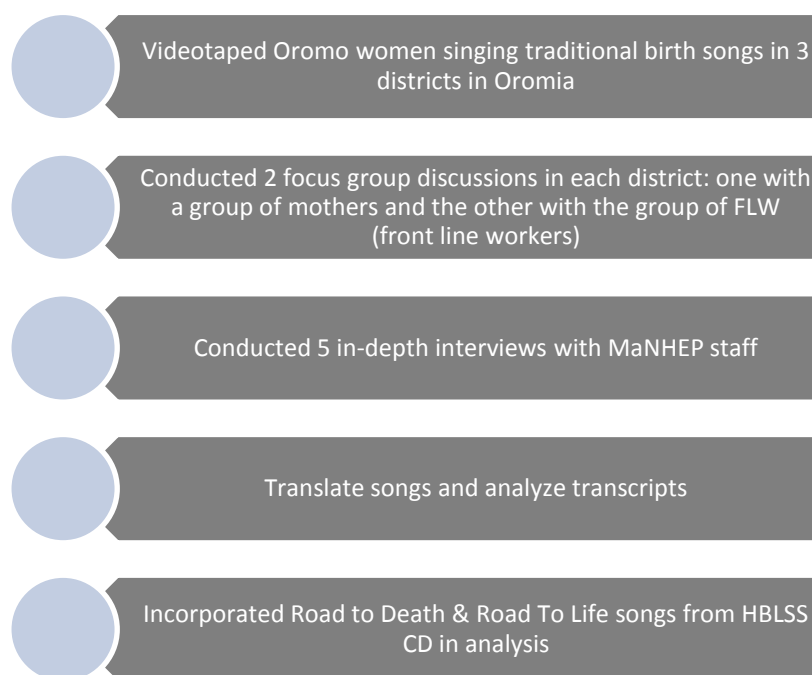 Videotaped Oromo women singing traditional birth songs in 3
districts in Oromia
Conducted 2 focus group discussions in each district: one with
a group of mothers and the other with the group of FLW
(front line workers)
Conducted 5 in-depth interviews with MaNHEP staff
Translate songs and analyze transcripts
Incorporated Road to Death & Road To Life songs from HBLSS
CD in analysis